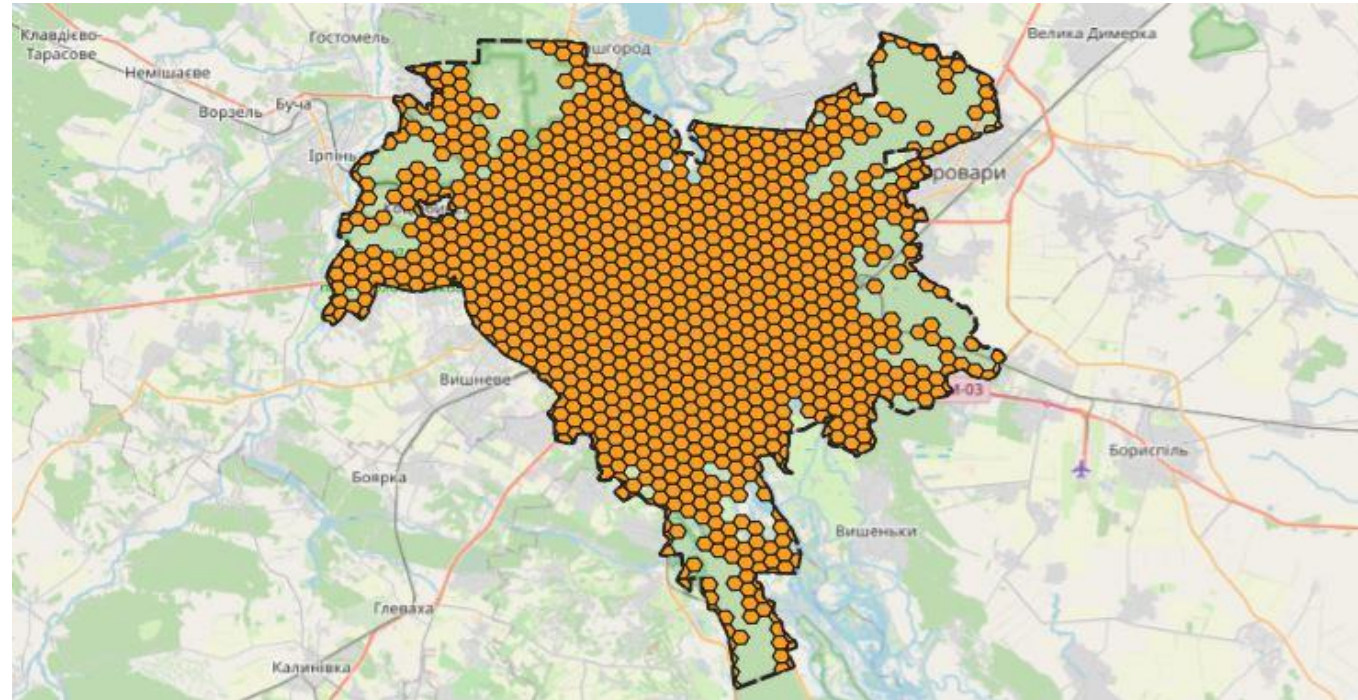 Клавдієво-
Тарасове
Гостомель
Велика Димерка
Немішаєве
Буча
Ворзель
Ірпінь
Вишневе
М-03
Бориспіль
Боярка
Вишеньки
Глеваха
Калинівка